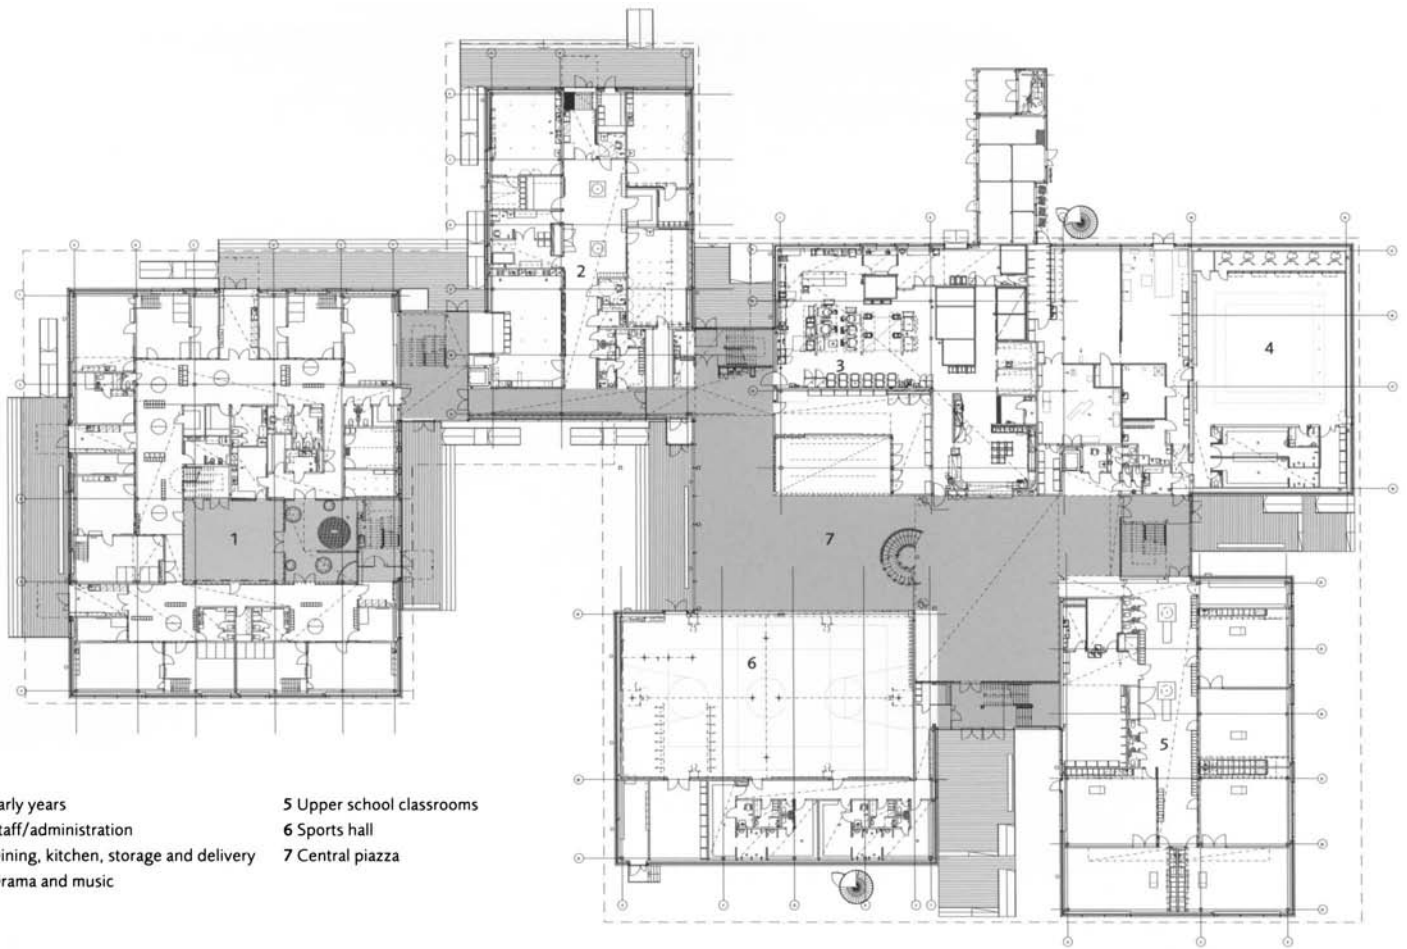 2
4
3
1
7
6
5
arly years
taff/administration
ining, kitchen, storage and delivery
rama and music
5 Upper school classrooms
6 Sports hall
7 Central piazza